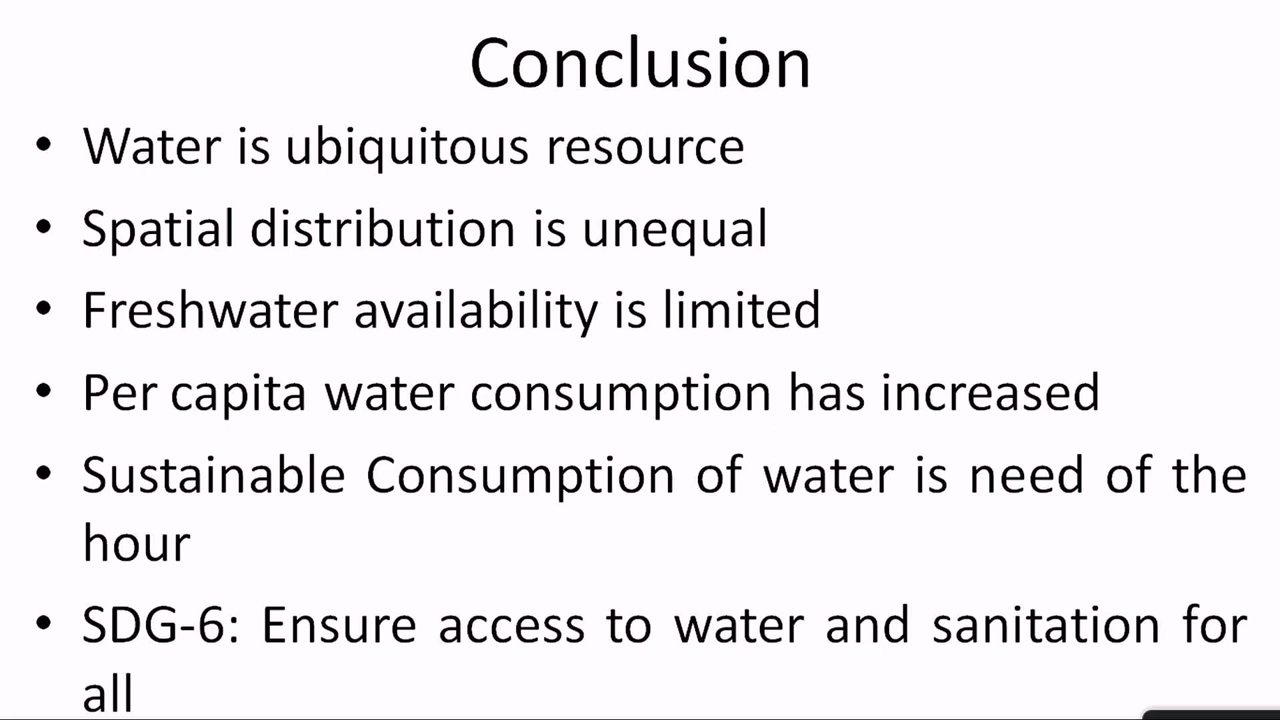 Conclusion
• Water is ubiquitous resource
• Spatial distribution is unequal
• Freshwater availability is limited
• Per capita water consumption has increased
• Sustainable Consumption of water is need of the
hour
• SDG-6: Ensure access to water and sanitation for
all